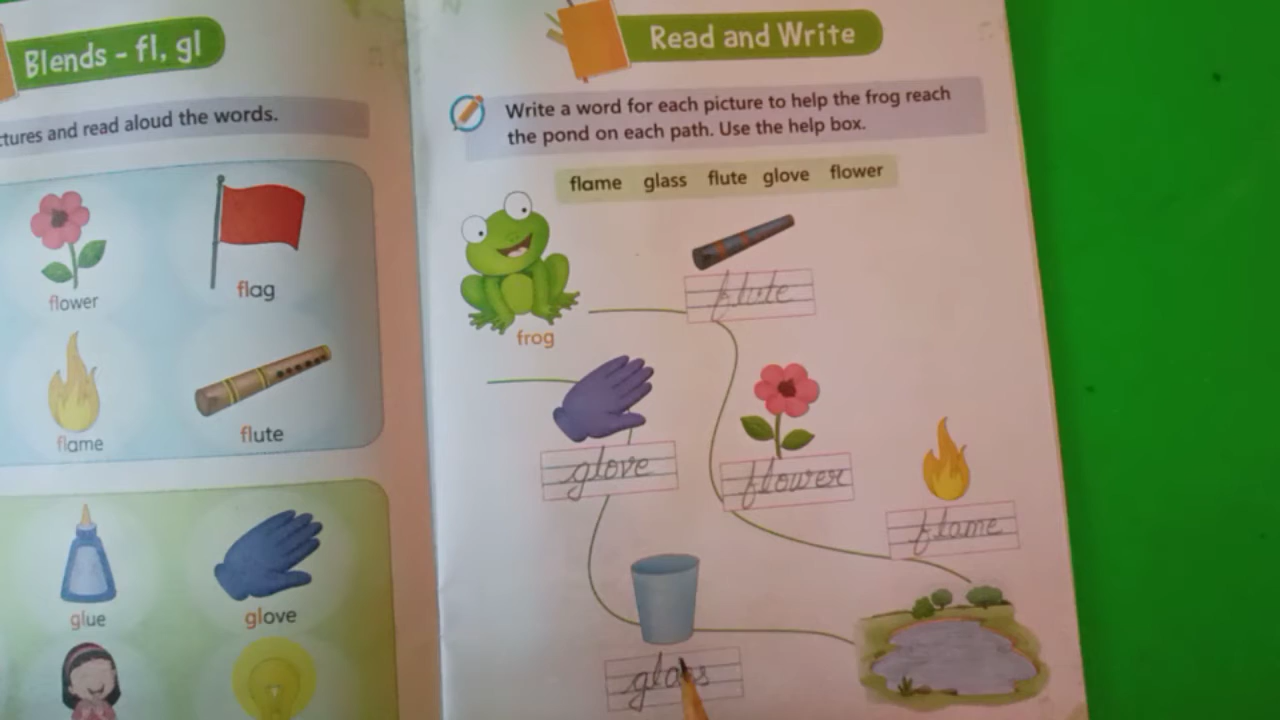 Blends - fl, gl
ctures and read aloud the words.
flower
flag
flame
flute
glue
glove
Read and Write
Write a word for each picture to help the frog reach
the pond on each path. Use the help box.
flame glass flute glove flower
frog
flute
glove
flower
flame
glass